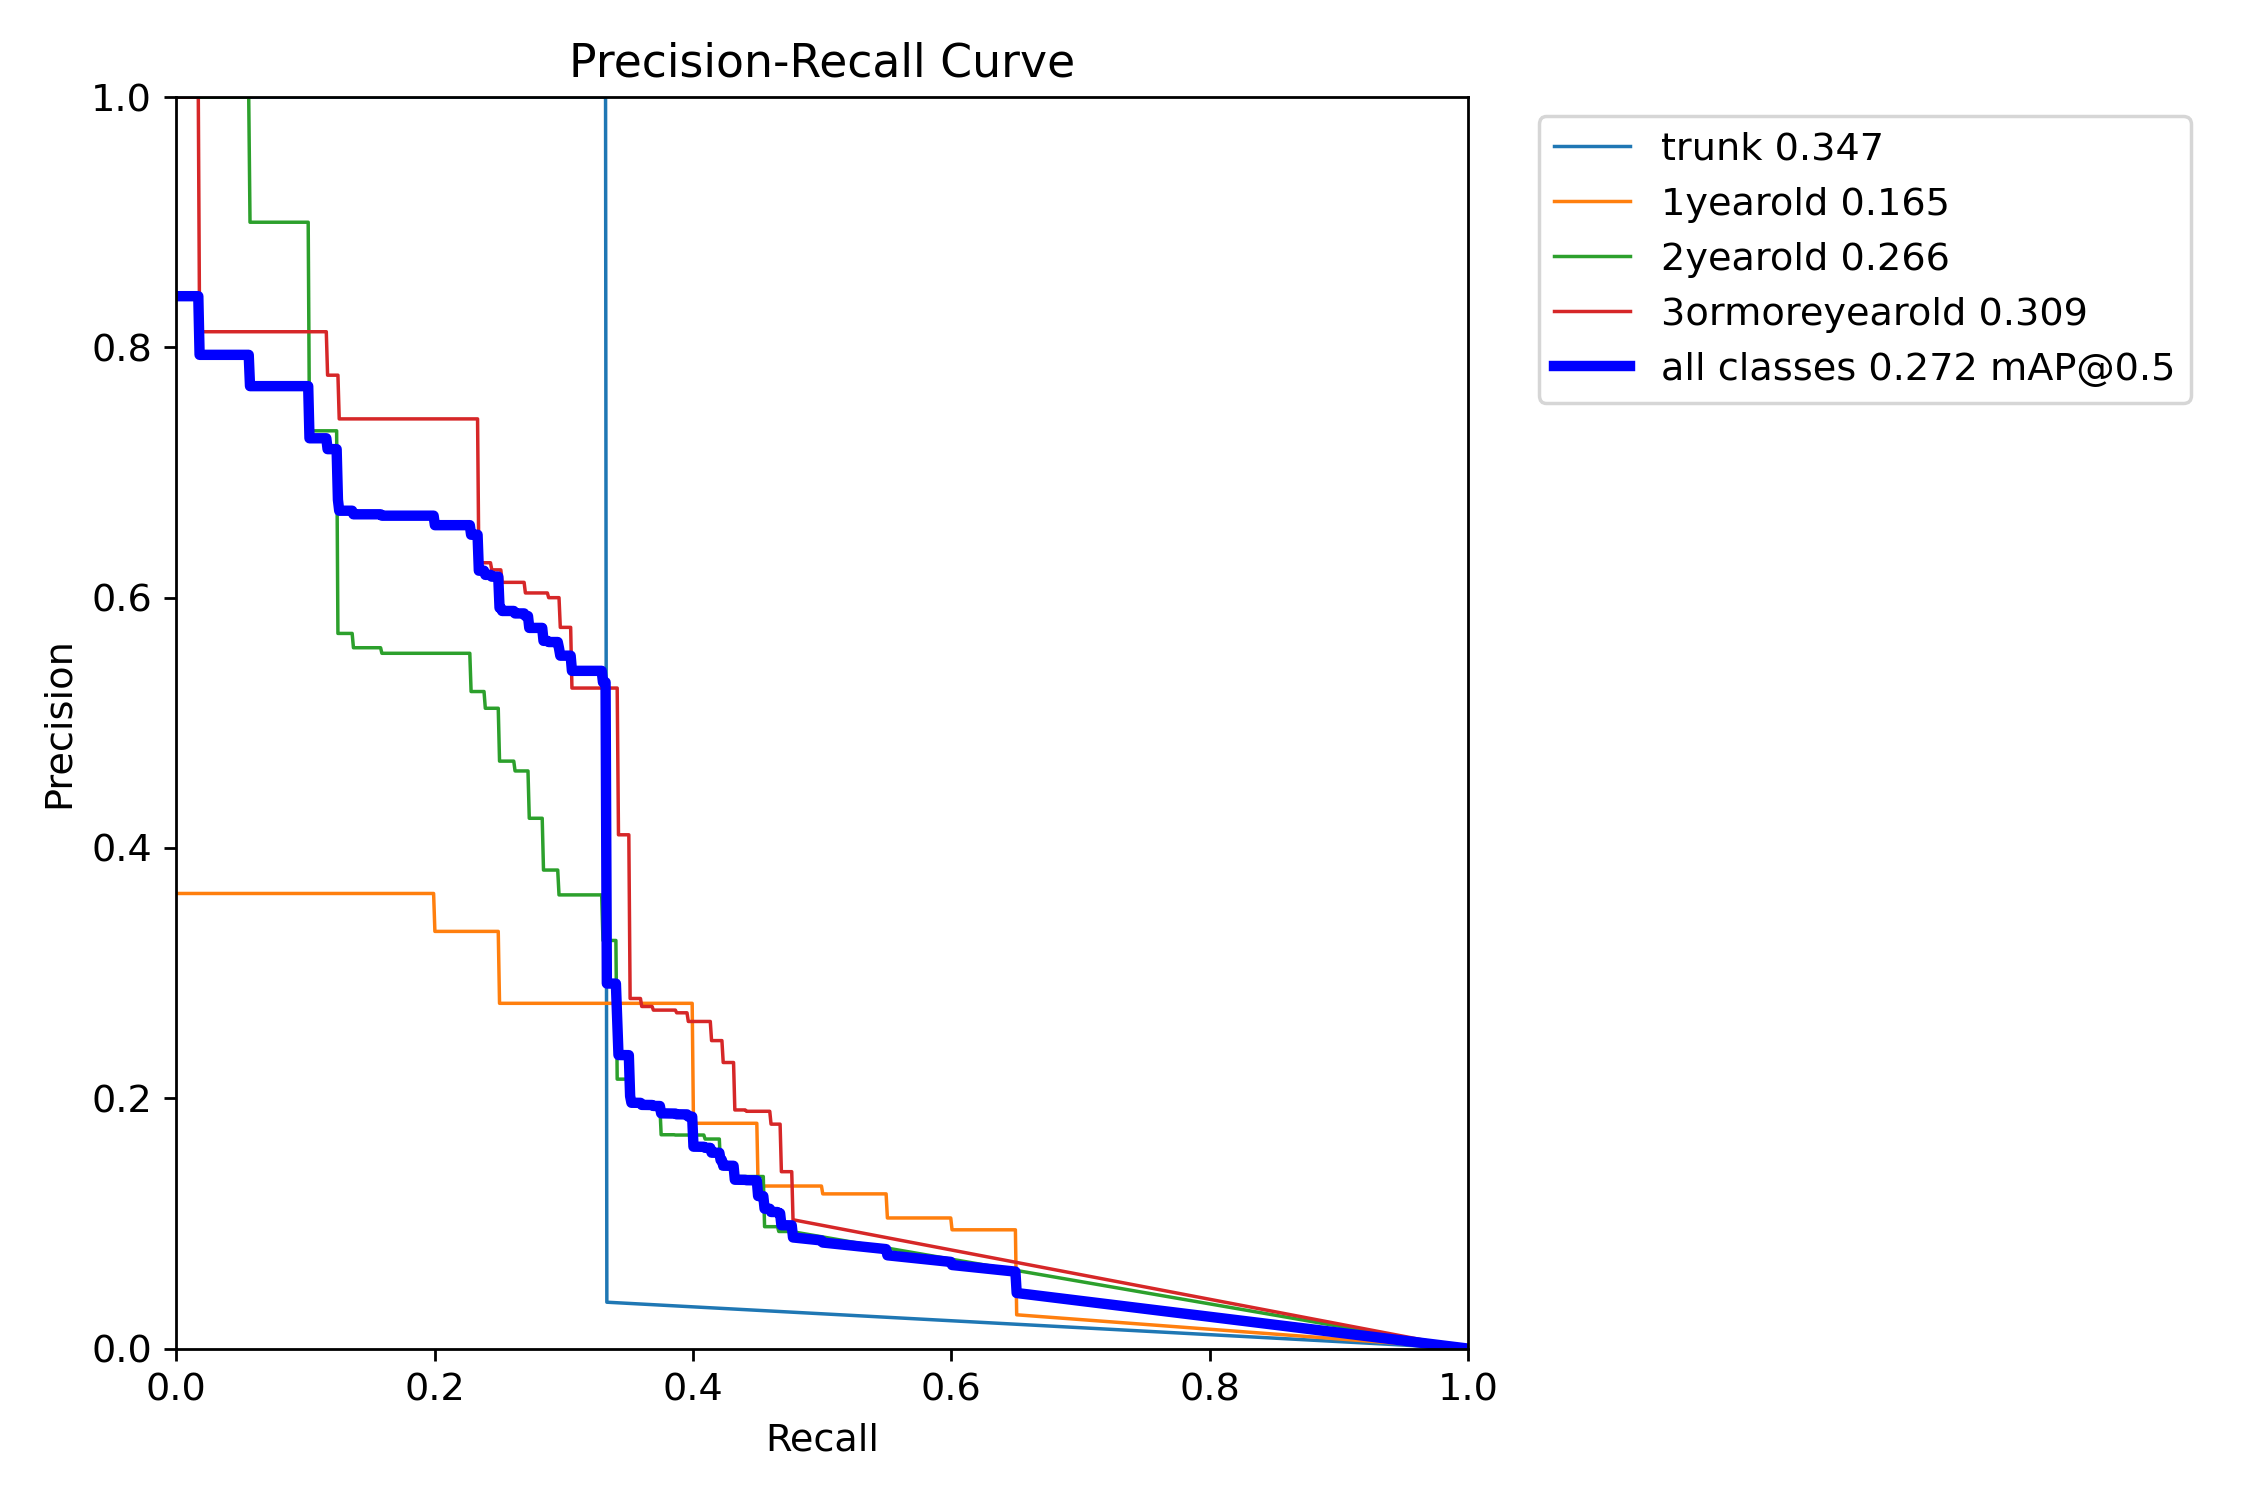 Precision-Recall Curve
1.0
0.8
0.6
0.4
0.2
0.0
Precision
0.0 0.2 0.4 0.6 0.8 1.0
Recall
trunk 0.347
1yearold 0.165
2yearold 0.266
3ormoreyearold 0.309
all classes 0.272 mAP@0.5